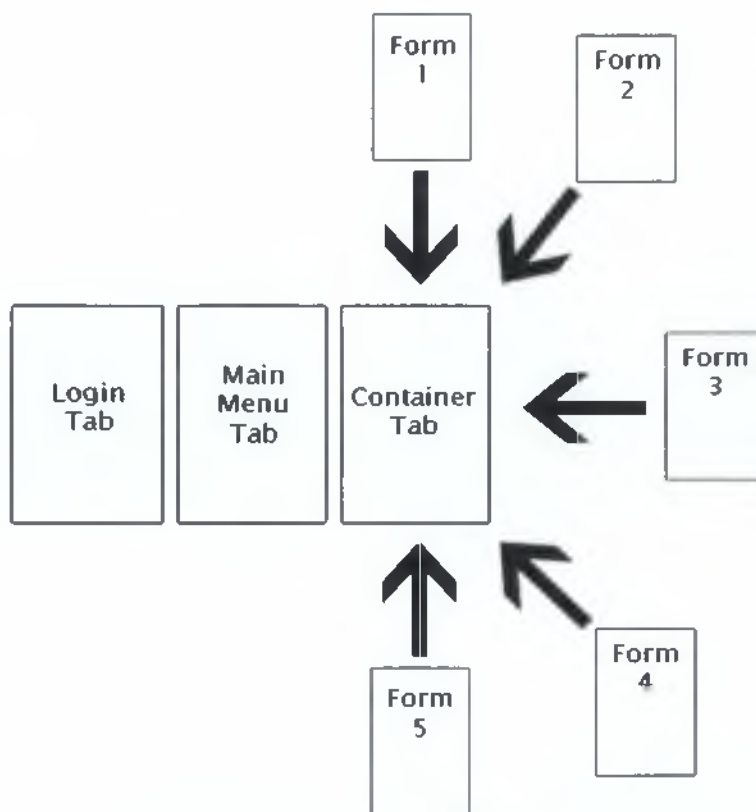 Form
1
Form
2
Login
Tab
Main
Menu
Tab
Container
Tab
Form
3
Form
4
Form
5